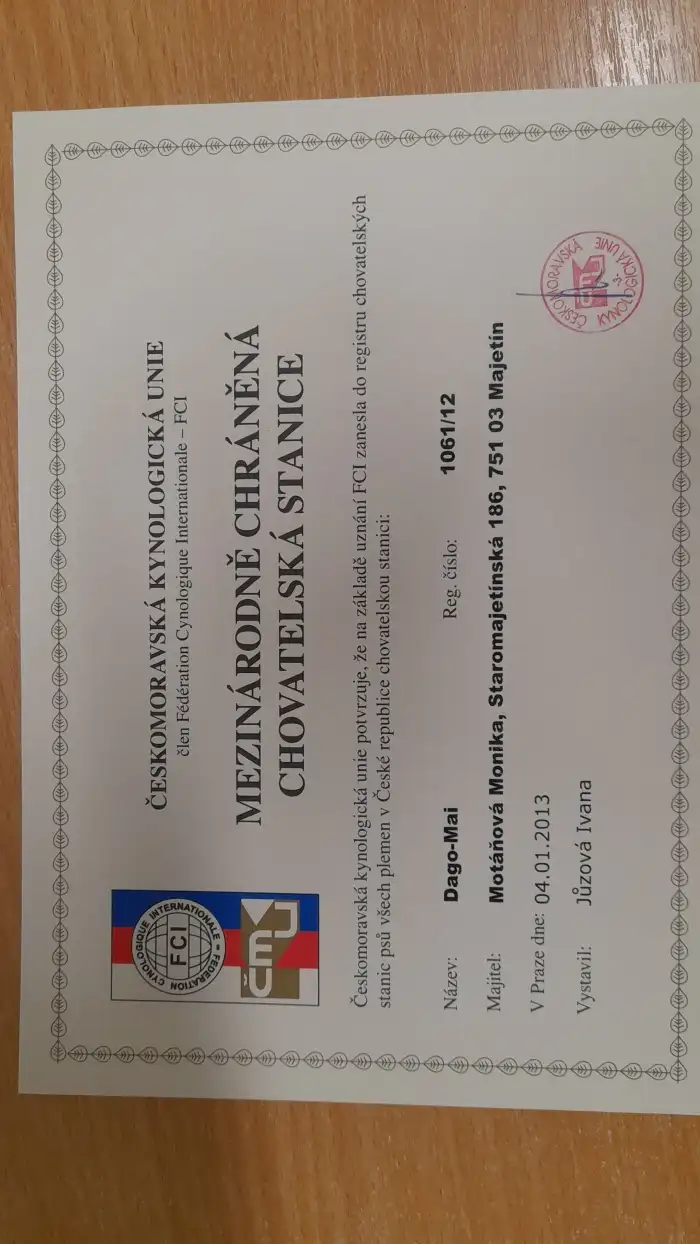 ČESKOMORAVSKÁ KYNOLOGICKÁ UNIE
člen Fédération Cynologique Internationale – FCI
MEZINÁRODNĚ CHRÁNĚNÁ
CHOVATELSKÁ STANICE
FEDERATION CYNOLOGIQUE INTERNATIONALE
FCI
čmku
Českomoravská kynologická unie potvrzuje, že na základě uznání FCI zanesla do registru chovatelských
stanic psů všech plemen v České republice chovatelskou stanici:
Název: Dago-Mai Reg. číslo: 1061/12
Majitel: Motáňová Monika, Staromajetínská 186, 751 03 Majetín
V Praze dne: 04.01.2013
Vystavil: Jůzová Ivana
ČESKOMORAVSKÁ KYNOLOGICKÁ UNIE
čmku
-3-